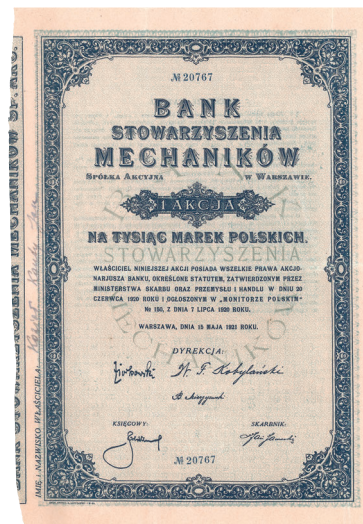 № 20767
BANK
STOWARZYSZENIA
MECHANIKÓW
SPÓŁKA AKCYJNA W WARSZAWIE.
1 AKCJA
NA TYSIĄC MAREK POLSKICH.
STOWARZYSZENIA
WŁAŚCICIEL NINIEJSZEJ AKCJI POSIADA WSZELKIE PRAWA AKCJO-
NARJUSZA BANKU, OKREŚLONE STATUTEM, ZATWIERDZONYM PRZEZ
MINISTERSTWA SKARBU ORAZ PRZEMYSŁU I HANDLU W DNIU 20
CZERWCA 1920 ROKU I OGŁOSZONYM W „MONITORZE POLSKIM"
№ 150, Z DNIA 7 LIPCA 1920 ROKU.
MECHANIKÓW
WARSZAWA, DNIA 15 MAJA 1921 ROKU.
DYREKCJA:
W. F. Kobylański
KSIĘGOWY: SKARBNIK:
№ 20767
IMIĘ I NAZWISKO WŁAŚCICIELA: